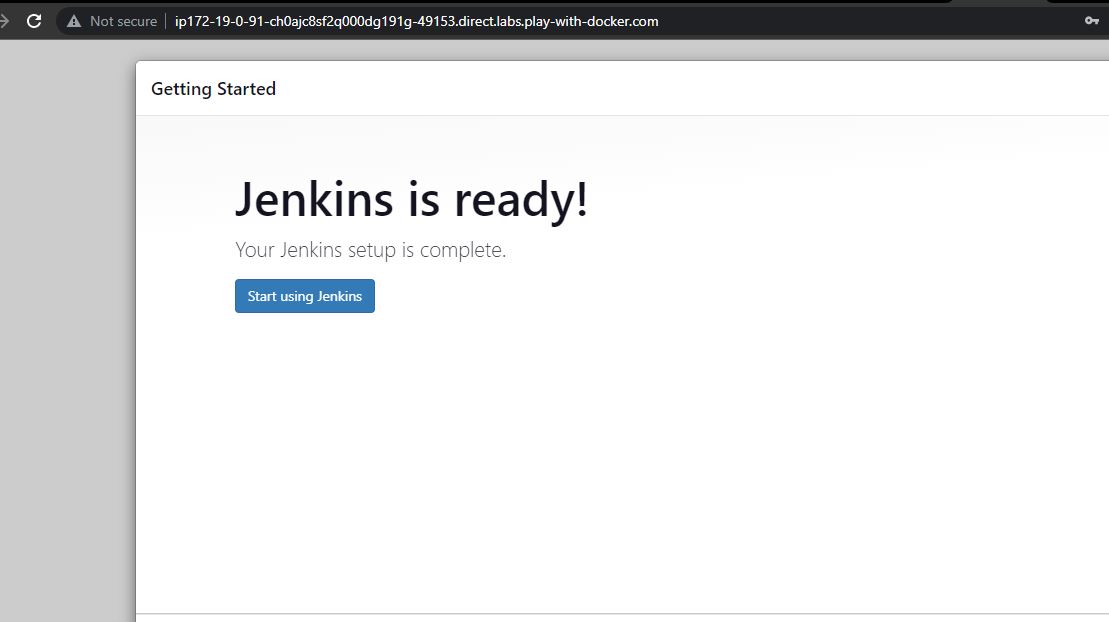 Not secure | ip172-19-0-91-ch0ajc8sf2q000dg191g-49153.direct.labs.play-with-docker.com
Getting Started
Jenkins is ready!
Your Jenkins setup is complete.
Start using Jenkins